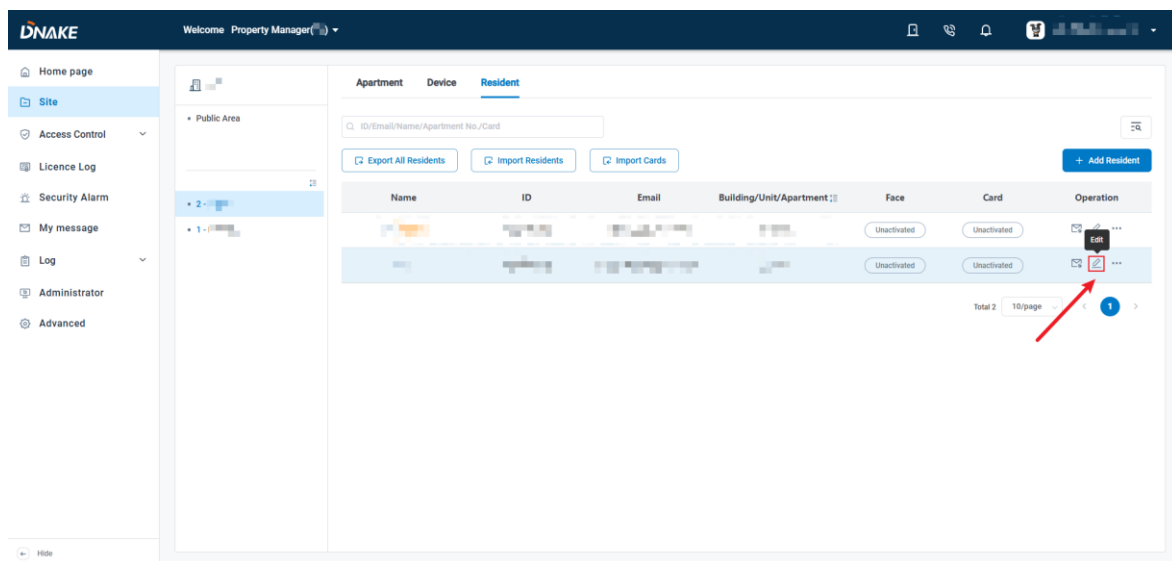 DNAKE
Welcome Property Manager( )
Home page
Site
Access Control
Licence Log
Security Alarm
My message
Log
Administrator
Advanced
Hide
Public Area
2 -
1 -
Apartment Device Resident
ID/Email/Name/Apartment No./Card
Export All Residents Import Residents Import Cards + Add Resident
Name ID Email Building/Unit/Apartment Face Card Operation
Unactivated Unactivated
Edit
Unactivated Unactivated
Total 2 10/page < 1 >